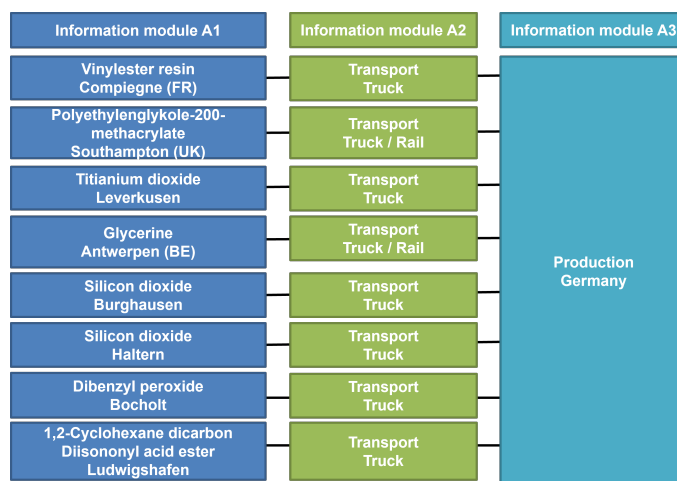 Information module A1
Information module A2
Information module A3
Vinylester resin
Compiegne (FR)
Transport
Truck
Polyethylenglykole-200-
methacrylate
Southampton (UK)
Transport
Truck / Rail
Titianium dioxide
Leverkusen
Transport
Truck
Glycerine
Antwerpen (BE)
Transport
Truck / Rail
Silicon dioxide
Burghausen
Transport
Truck
Silicon dioxide
Haltern
Transport
Truck
Dibenzyl peroxide
Bocholt
Transport
Truck
1,2-Cyclohexane dicarbon
Diisononyl acid ester
Ludwigshafen
Transport
Truck
Production
Germany